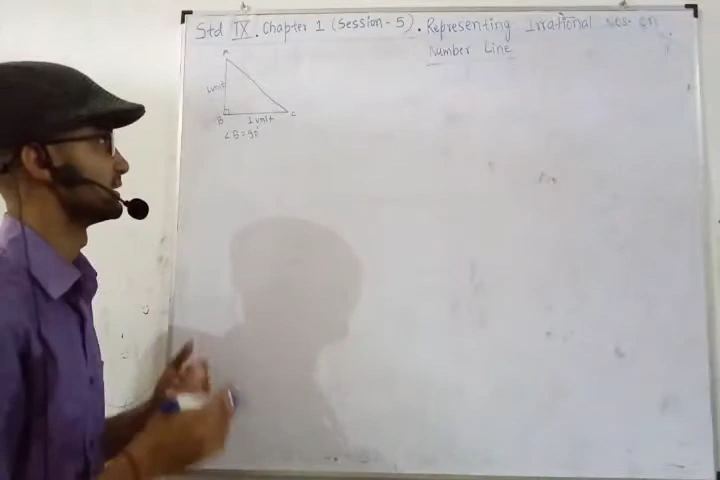 Std IX. Chapter 1 (Session - 5). Representing Irrational nos. on
Number Line
A
1 unit
B
1 unit
C
∠B = 90°